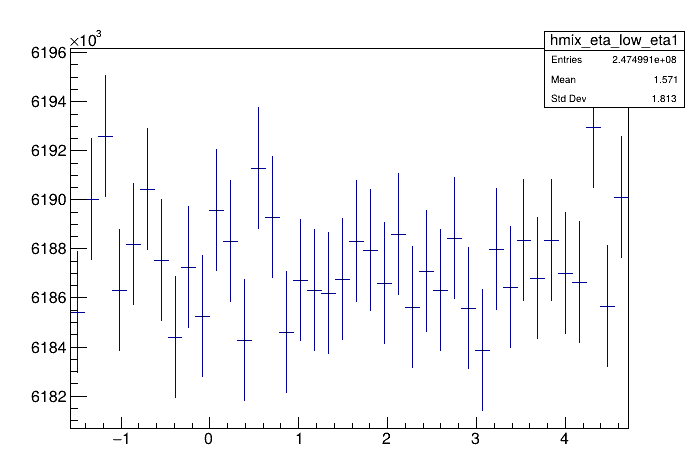 ×10³
hmix_eta_low_eta1
Entries 2.474991e+08
Mean 1.571
Std Dev 1.813
6196
6194
6192
6190
6188
6186
6184
6182
−1 0 1 2 3 4